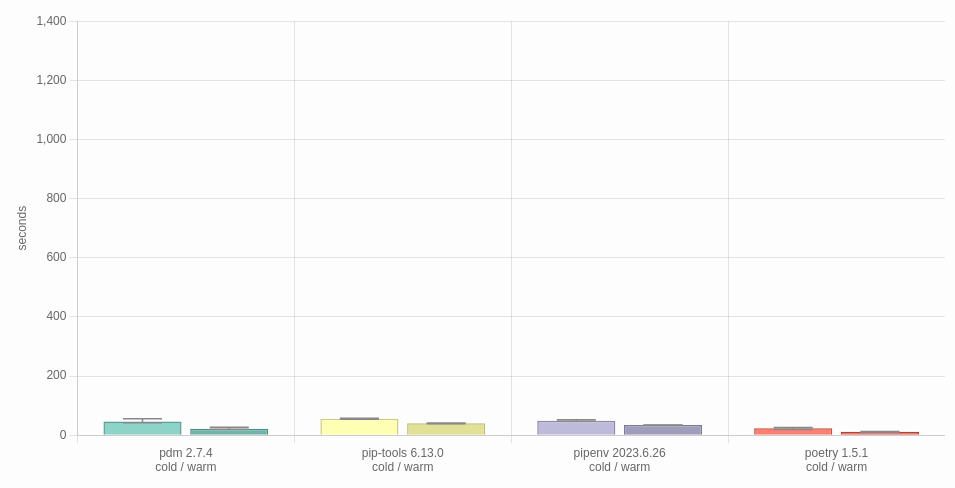 1,400
1,200
1,000
800
600
400
200
0
seconds
pdm 2.7.4
cold / warm
pip-tools 6.13.0
cold / warm
pipenv 2023.6.26
cold / warm
poetry 1.5.1
cold / warm